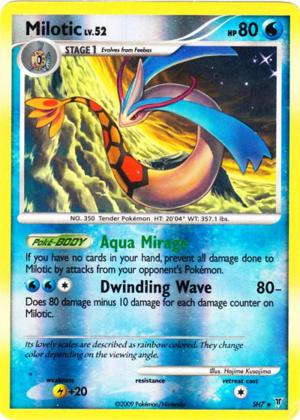 Milotic LV.52
HP 80
STAGE 1 Evolves from Feebas
NO. 350 Tender Pokémon HT: 20'04" WT: 357.1 lbs.
Poké-BODY Aqua Mirage
If you have no cards in your hand, prevent all damage done to
Milotic by attacks from your opponent's Pokémon.
Dwindling Wave 80-
Does 80 damage minus 10 damage for each damage counter on
Milotic.
Its lovely scales are described as rainbow colored. They change
color depending on the viewing angle.
Illus. Hajime Kusajima
weakness resistance retreat cost
+20
©2009 Pokémon/Nintendo
SH7